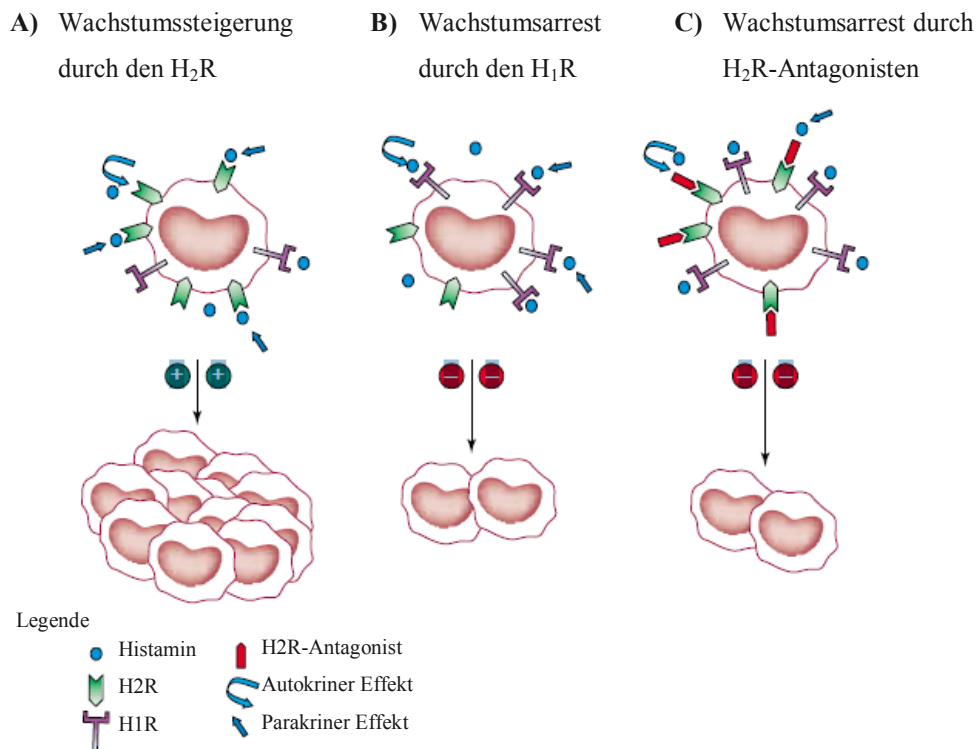 A) Wachstumssteigerung
durch den H₂R
B) Wachstumsarrest
durch den H₁R
C) Wachstumsarrest durch
H₂R-Antagonisten
+ +
– –
– –
Legende
Histamin
H2R
H1R
H2R-Antagonist
Autokriner Effekt
Parakriner Effekt